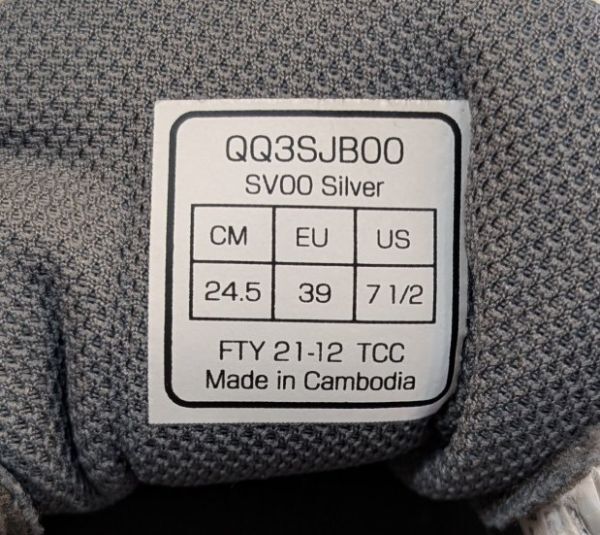 QQ3SJB00
SV00 Silver
CM EU US
24.5 39 7 1/2
FTY 21-12 TCC
Made in Cambodia